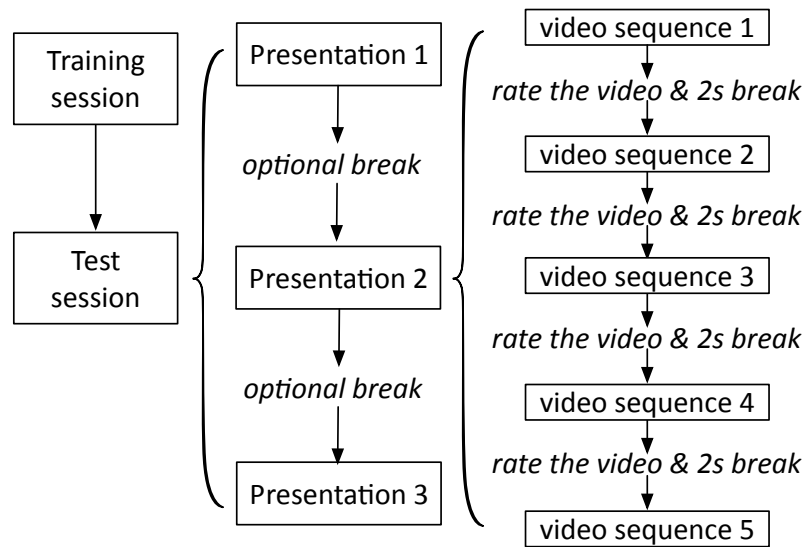 Training
session
Test
session
Presentation 1
optional break
Presentation 2
optional break
Presentation 3
video sequence 1
rate the video & 2s break
video sequence 2
rate the video & 2s break
video sequence 3
rate the video & 2s break
video sequence 4
rate the video & 2s break
video sequence 5